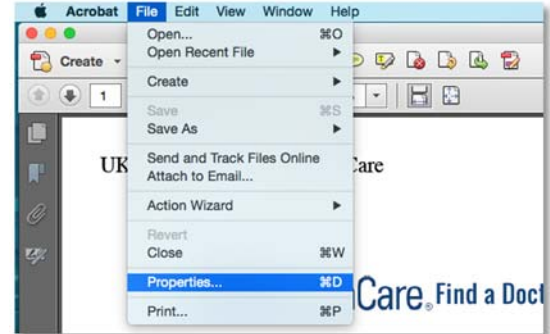 Acrobat File Edit View Window Help
Open... ⌘O
Open Recent File
Create
Create
1
Save ⌘S
Save As
Send and Track Files Online
Attach to Email...
UK Care
Action Wizard
Revert
Close ⌘W
Properties... ⌘D
Care® Find a Doct
Print... ⌘P